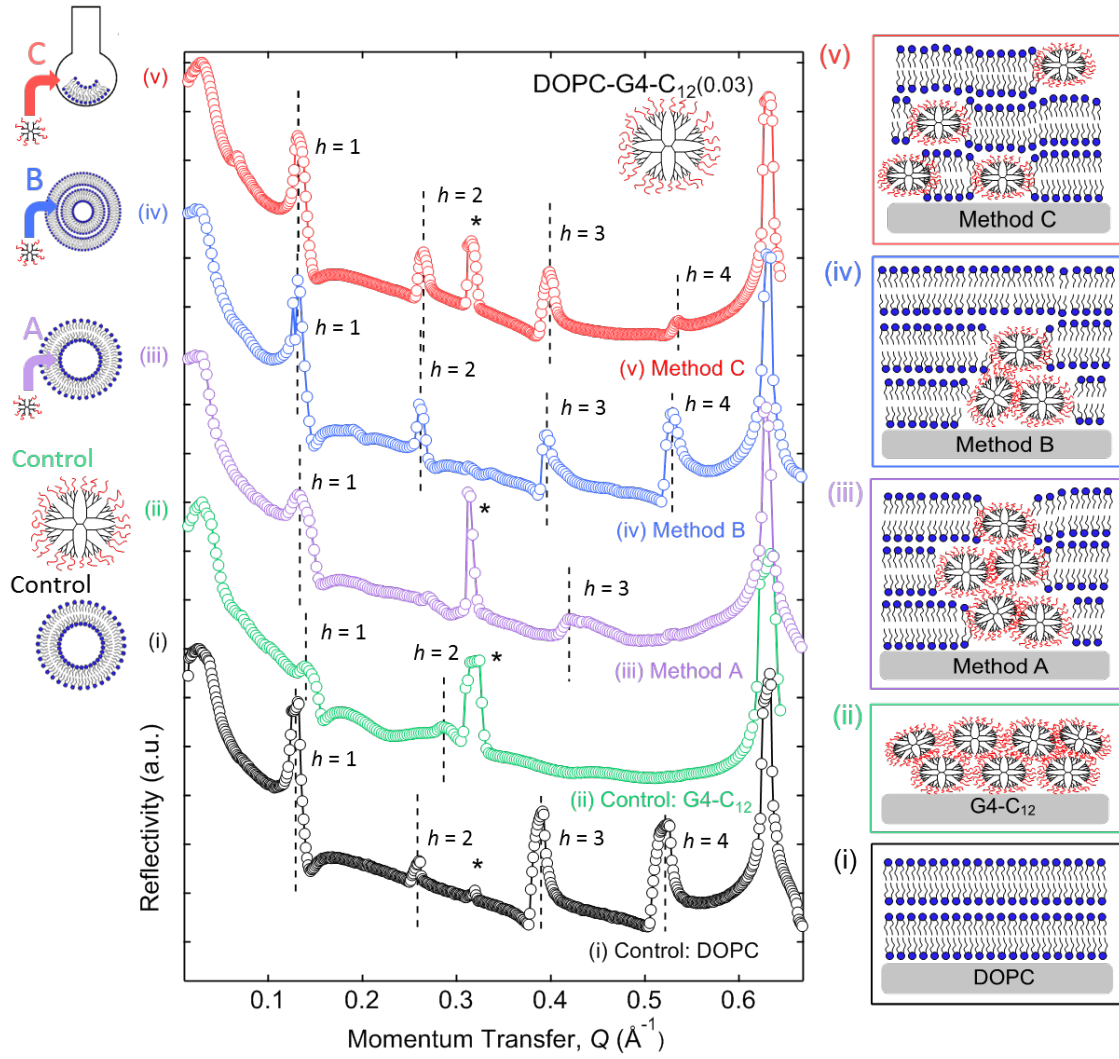 C
B
A
Control
Control
(v)
(iv)
(iii)
(ii)
(i)
DOPC-G4-C₁₂(0.03)
h = 1
h = 2
*
h = 3
h = 4
(v) Method C
h = 1
h = 2
h = 3
h = 4
(iv) Method B
h = 1
*
h = 3
(iii) Method A
h = 1
h = 2
*
(ii) Control: G4-C₁₂
h = 1
h = 2
*
h = 3
h = 4
(i) Control: DOPC
Reflectivity (a.u.)
0.1 0.2 0.3 0.4 0.5 0.6
Momentum Transfer, Q (Å⁻¹)
(v)
Method C
(iv)
Method B
(iii)
Method A
(ii)
G4-C₁₂
(i)
DOPC